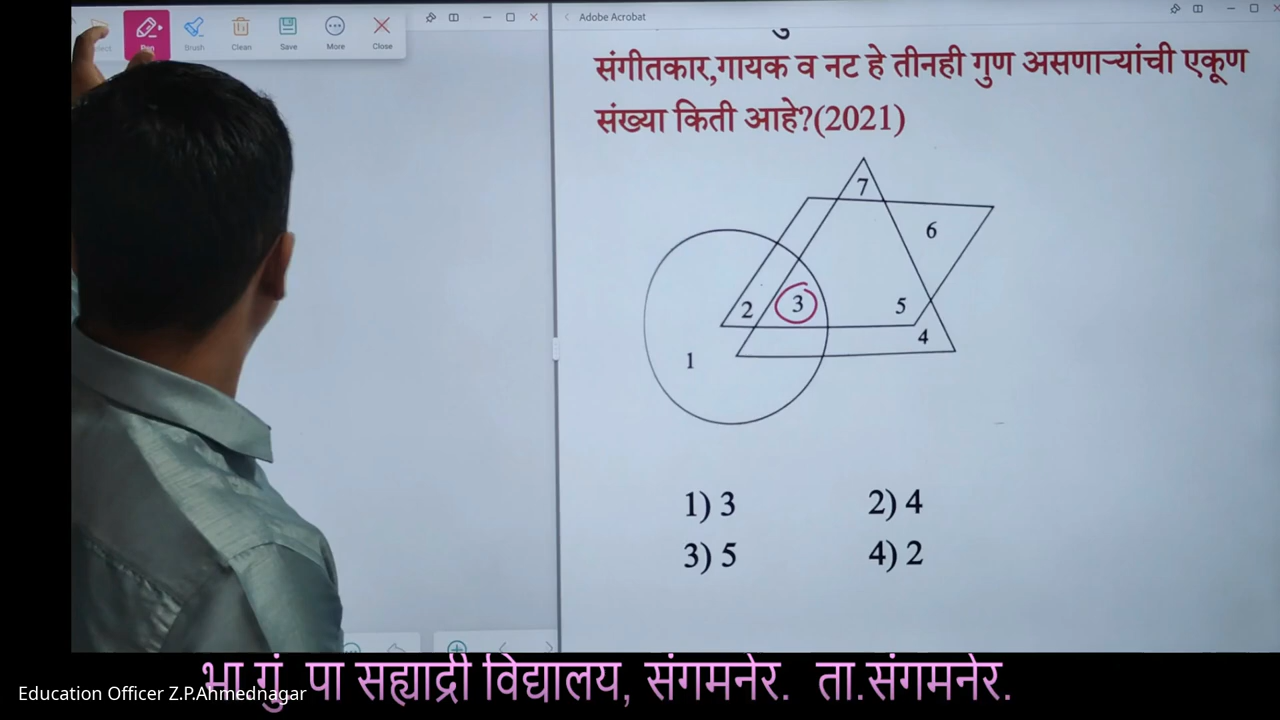 Pen
Brush
Clean
Save
More
Close
Adobe Acrobat
संगीतकार,गायक व नट हे तीनही गुण असणाऱ्यांची एकूण
संख्या किती आहे?(2021)
7
6
2
3
5
4
1
1) 3
2) 4
3) 5
4) 2
भा.गुं. पा सह्याद्री विद्यालय, संगमनेर. ता.संगमनेर.
Education Officer Z.P.Ahmednagar